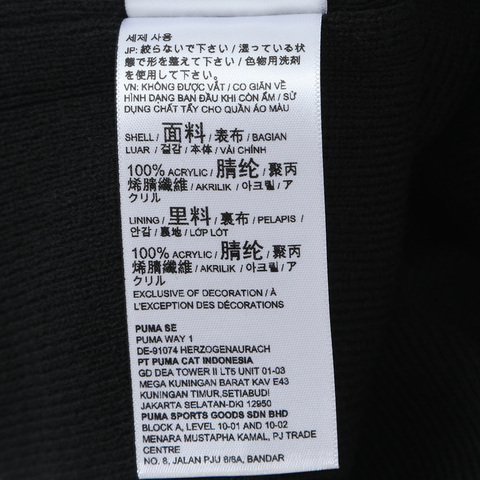 세제 사용
JP: 絞らないで下さい / 湿っている状
態で形を整えて下さい / 色物用洗剤
を使用して下さい。
VN: KHÔNG ĐƯỢC VẮT / CO GIÃN VỀ
HÌNH DẠNG BAN ĐẦU KHI CÒN ẨM / SỬ
DỤNG CHẤT TẨY CHO QUẦN ÁO MÀU
SHELL / 面料 / 表布 / BAGIAN
LUAR / 겉감 / 本体 / VẢI CHÍNH
100% ACRYLIC / 腈纶 / 聚丙
烯腈纖維 / AKRILIK / 아크릴 / ア
クリル
LINING / 里料 / 裏布 / PELAPIS /
안감 / 裏地 / LỚP LÓT
100% ACRYLIC / 腈纶 / 聚丙
烯腈纖維 / AKRILIK / 아크릴 / ア
クリル
EXCLUSIVE OF DECORATION / À
L'EXCEPTION DES DÉCORATIONS
PUMA SE
PUMA WAY 1
DE-91074 HERZOGENAURACH
PT PUMA CAT INDONESIA
GD DEA TOWER II LT5 UNIT 01-03
MEGA KUNINGAN BARAT KAV E43
KUNINGAN TIMUR,SETIABUDI
JAKARTA SELATAN-DKI 12950
PUMA SPORTS GOODS SDN BHD
BLOCK A, LEVEL 10-01 AND 10-02
MENARA MUSTAPHA KAMAL, PJ TRADE
CENTRE
NO. 8, JALAN PJU 8/8A, BANDAR